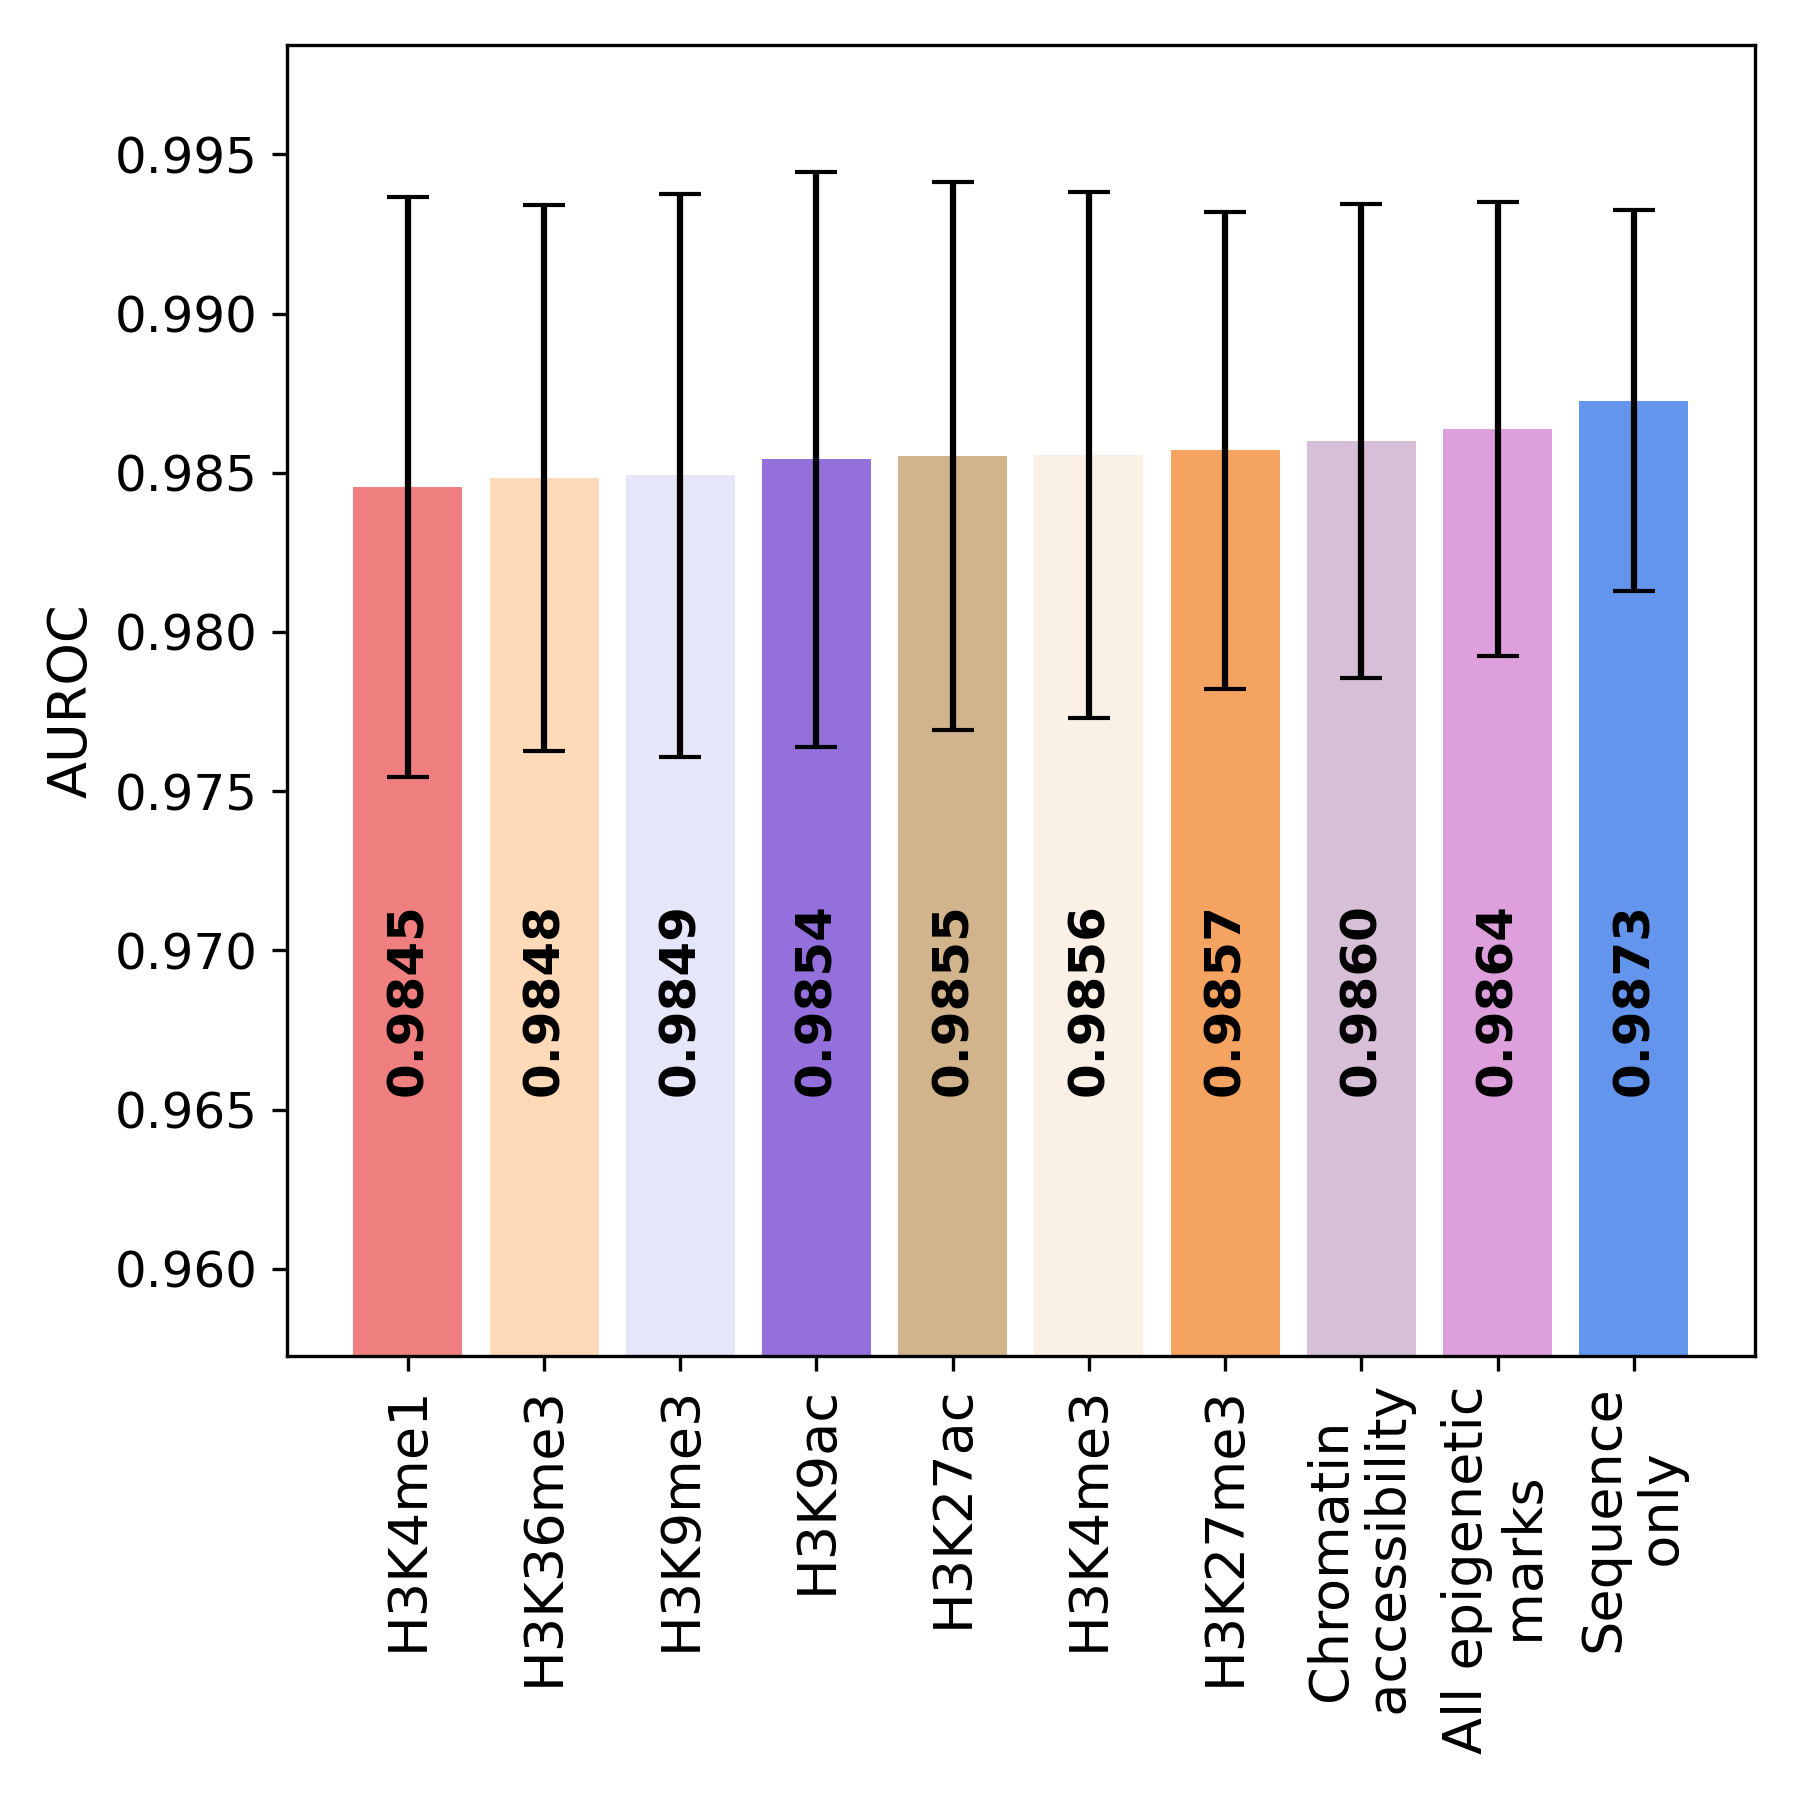 0.995
0.990
0.985
0.980
0.975
0.970
0.965
0.960
AUROC
0.9845
0.9848
0.9849
0.9854
0.9855
0.9856
0.9857
0.9860
0.9864
0.9873
H3K4me1
H3K36me3
H3K9me3
H3K9ac
H3K27ac
H3K4me3
H3K27me3
Chromatin
accessibility
All epigenetic
marks
Sequence
only